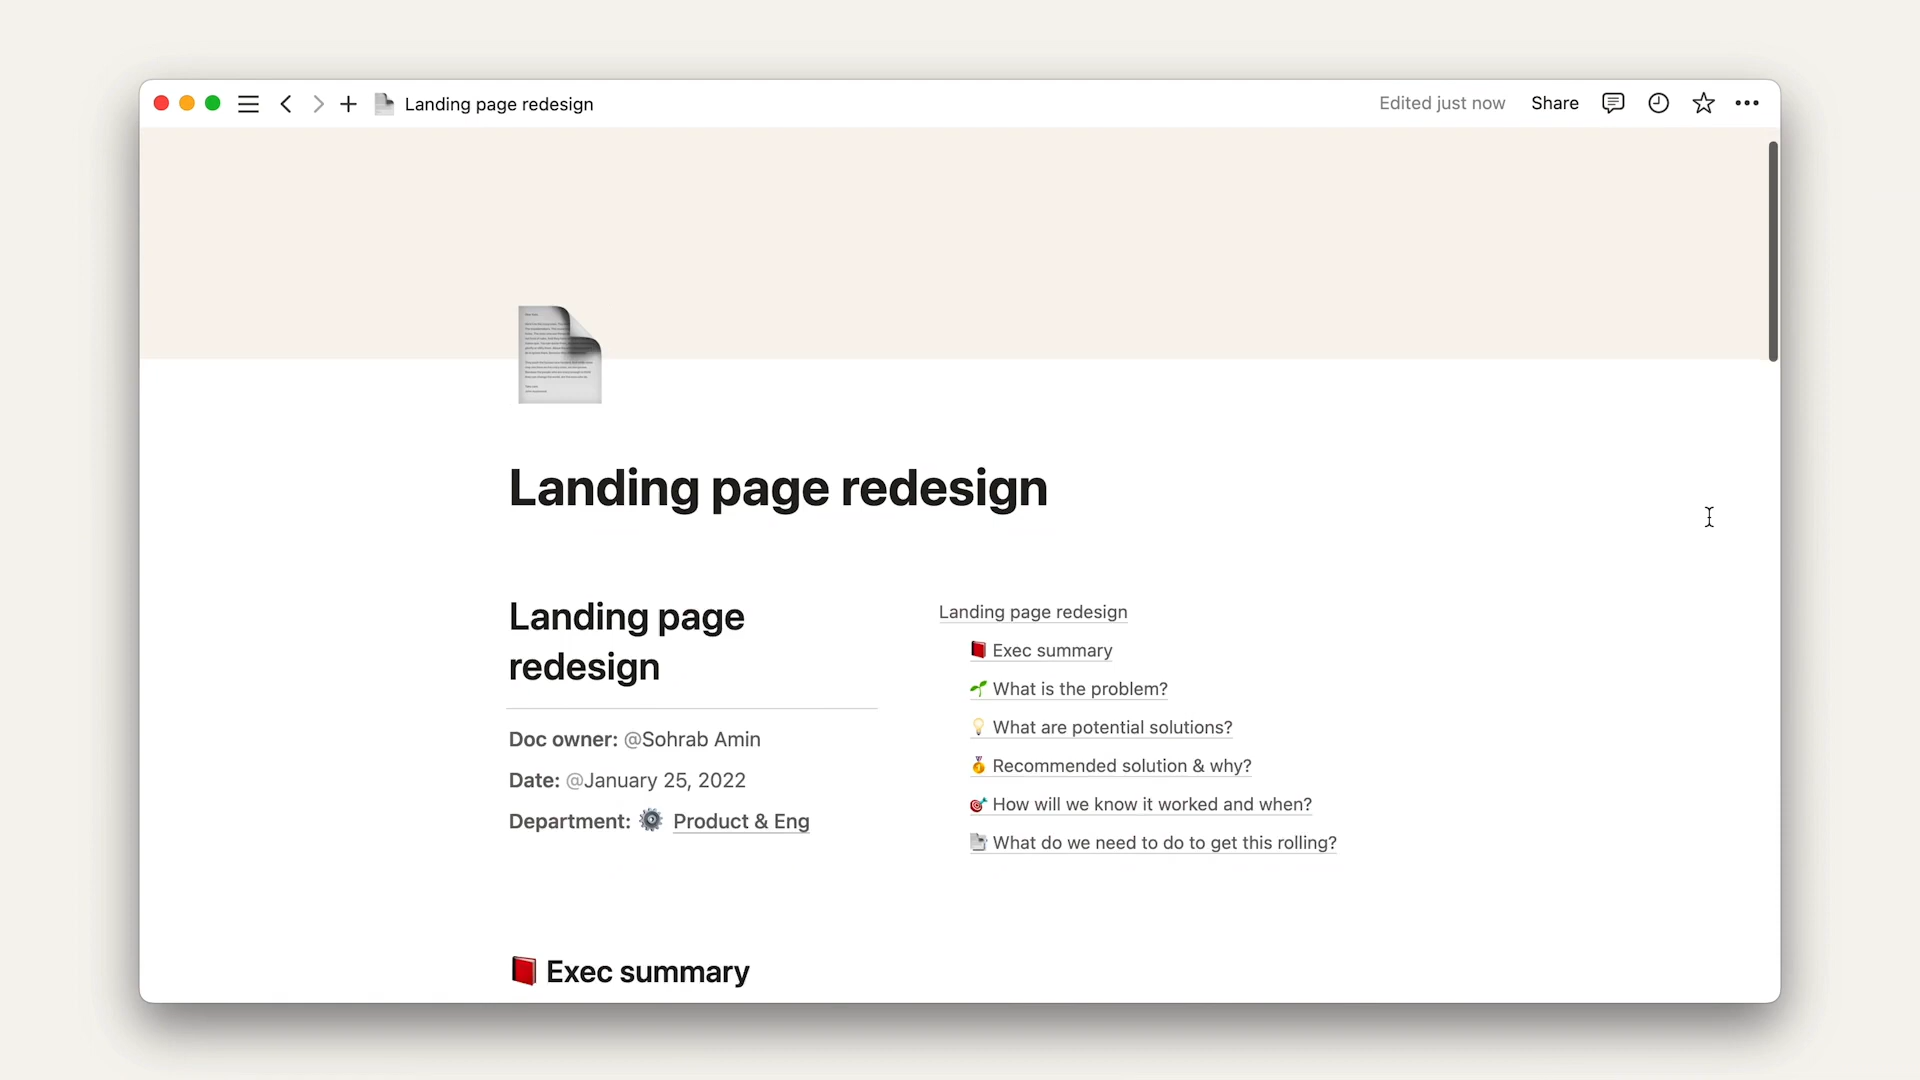 Landing page redesign
Edited just now
Share
Landing page redesign
Landing page
redesign
Doc owner: @Sohrab Amin
Date: @January 25, 2022
Department: Product & Eng
Landing page redesign
Exec summary
What is the problem?
What are potential solutions?
Recommended solution & why?
How will we know it worked and when?
What do we need to do to get this rolling?
Exec summary